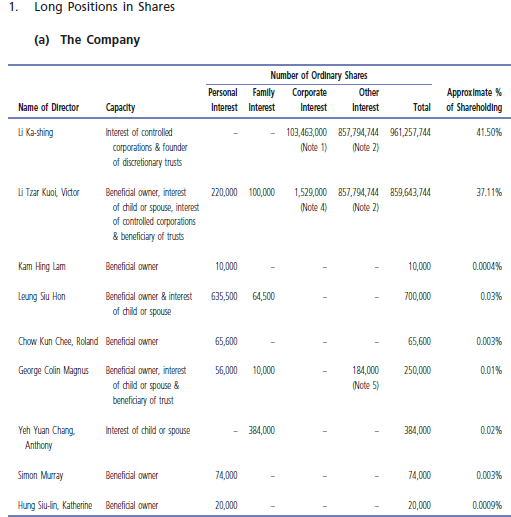 1. Long Positions in Shares
(a) The Company
Number of Ordinary Shares
Personal Family Corporate Other Approximate %
Name of Director Capacity Interest Interest Interest Interest Total of Shareholding
Li Ka-shing Interest of controlled – – 103,463,000 857,794,744 961,257,744 41.50%
corporations & founder (Note 1) (Note 2)
of discretionary trusts
Li Tzar Kuoi, Victor Beneficial owner, interest 220,000 100,000 1,529,000 857,794,744 859,643,744 37.11%
of child or spouse, interest (Note 4) (Note 2)
of controlled corporations
& beneficiary of trusts
Kam Hing Lam Beneficial owner 10,000 – – – 10,000 0.0004%
Leung Siu Hon Beneficial owner & interest 635,500 64,500 – – 700,000 0.03%
of child or spouse
Chow Kun Chee, Roland Beneficial owner 65,600 – – – 65,600 0.003%
George Colin Magnus Beneficial owner, interest 56,000 10,000 – 184,000 250,000 0.01%
of child or spouse & (Note 5)
beneficiary of trust
Yeh Yuan Chang, Interest of child or spouse – 384,000 – – 384,000 0.02%
Anthony
Simon Murray Beneficial owner 74,000 – – – 74,000 0.003%
Hung Siu-lin, Katherine Beneficial owner 20,000 – – – 20,000 0.0009%